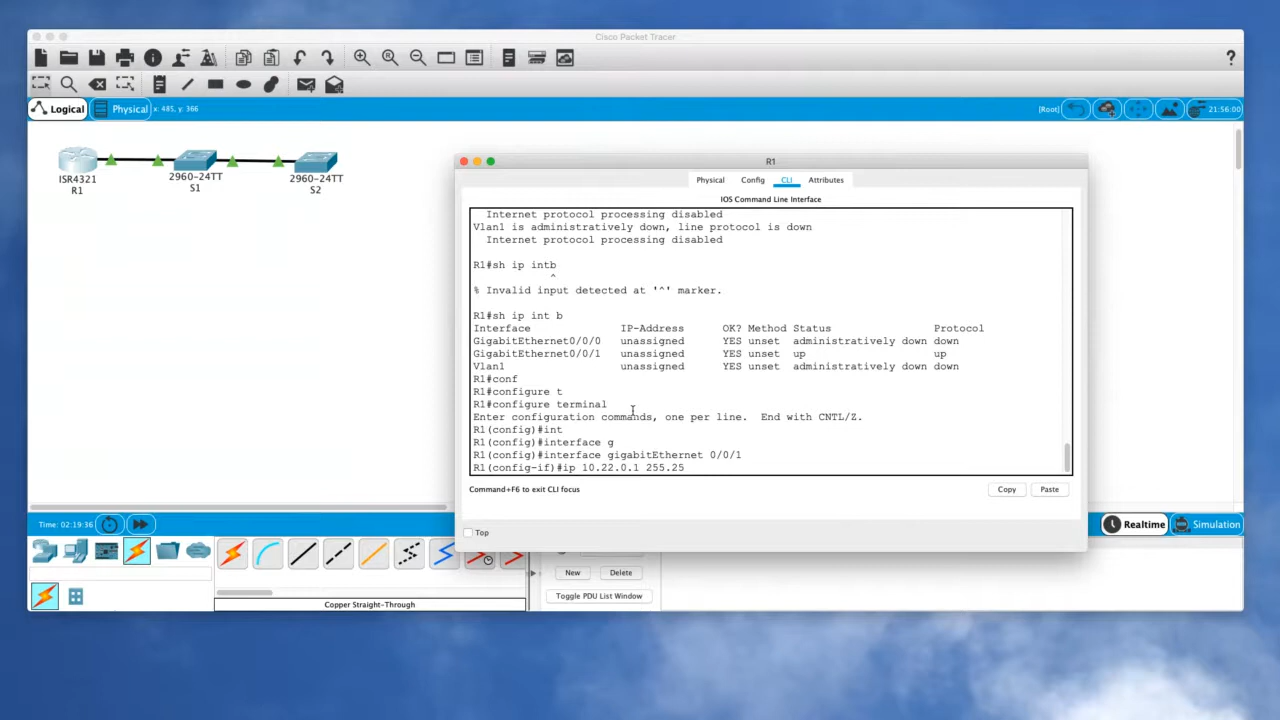 Cisco Packet Tracer
?
Logical
Physical
x: 485, y: 366
[Root]
21:56:00
ISR4321
R1
2960-24TT
S1
2960-24TT
S2
R1
Physical
Config
CLI
Attributes
IOS Command Line Interface
Internet protocol processing disabled
Vlan1 is administratively down, line protocol is down
Internet protocol processing disabled
R1#sh ip intb
^
% Invalid input detected at '^' marker.
R1#sh ip int b
Interface IP-Address OK? Method Status Protocol
GigabitEthernet0/0/0 unassigned YES unset administratively down down
GigabitEthernet0/0/1 unassigned YES unset up up
Vlan1 unassigned YES unset administratively down down
R1#conf
R1#configure t
R1#configure terminal
Enter configuration commands, one per line. End with CNTL/Z.
R1(config)#int
R1(config)#interface g
R1(config)#interface gigabitEthernet 0/0/1
R1(config-if)#ip 10.22.0.1 255.25
Command+F6 to exit CLI focus
Copy
Paste
Top
Time: 02:19:36
Realtime
Simulation
New
Delete
Toggle PDU List Window
Copper Straight-Through